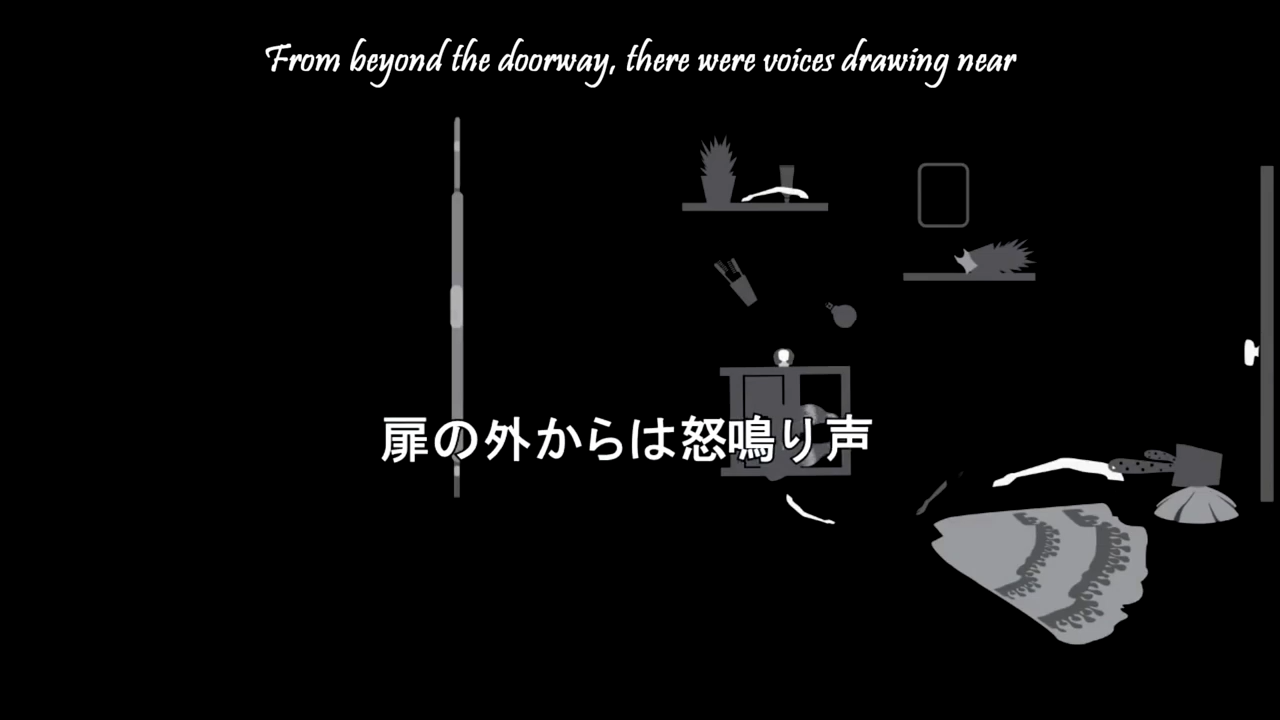 From beyond the doorway, there were voices drawing near
扉の外からは怒鳴り声